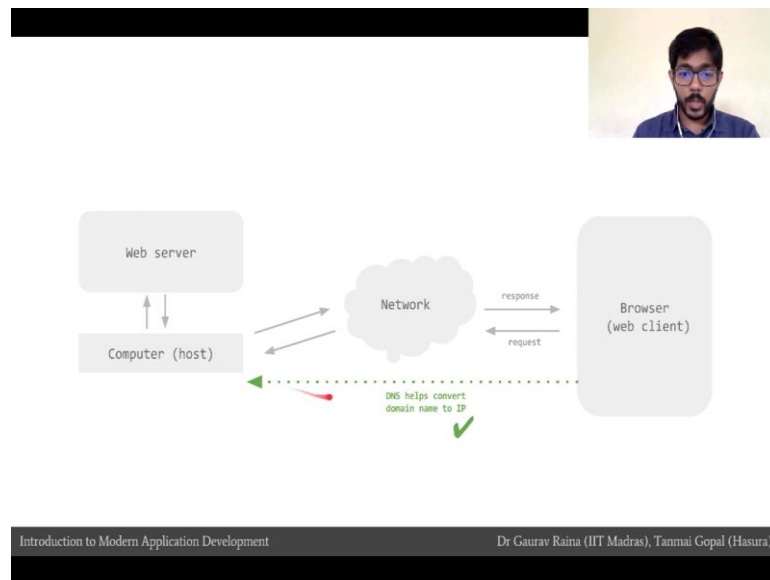 Web server
Computer (host)
Network
response
request
Browser
(web client)
DNS helps convert
domain name to IP
Introduction to Modern Application Development
Dr Gaurav Raina (IIT Madras), Tanmai Gopal (Hasura)